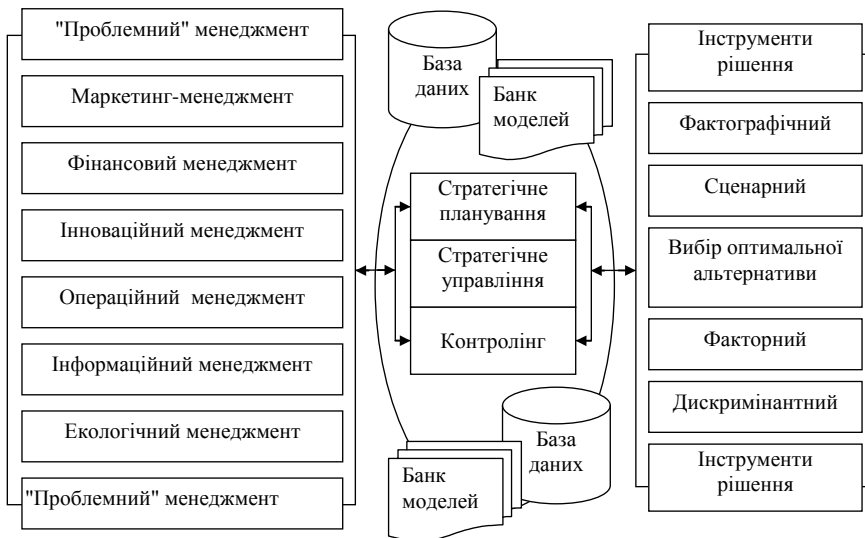 "Проблемний" менеджмент
Маркетинг-менеджмент
Фінансовий менеджмент
Інноваційний менеджмент
Операційний менеджмент
Інформаційний менеджмент
Екологічний менеджмент
"Проблемний" менеджмент
База
даних
Банк
моделей
Стратегічне
планування
Стратегічне
управління
Контролінг
База
даних
Банк
моделей
Інструменти
рішення
Фактографічний
Сценарний
Вибір оптимальної
альтернативи
Факторний
Дискримінантний
Інструменти
рішення